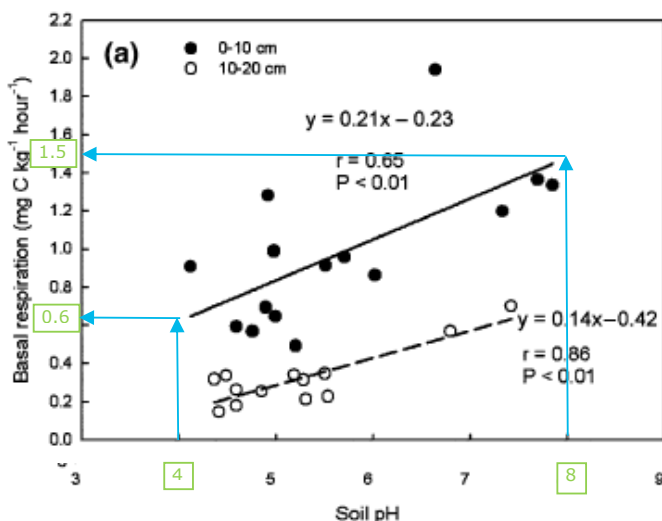 (a)
0-10 cm
10-20 cm
2.2
2.0
1.8
1.6
1.5
1.4
1.2
1.0
0.8
0.6
0.6
0.4
0.2
0.0
Basal respiration (mg C kg⁻¹ hour⁻¹)
y = 0.21x – 0.23
r = 0.65
P < 0.01
y = 0.14x–0.42
r = 0.86
P < 0.01
3
4
5
6
7
8
9
Soil pH